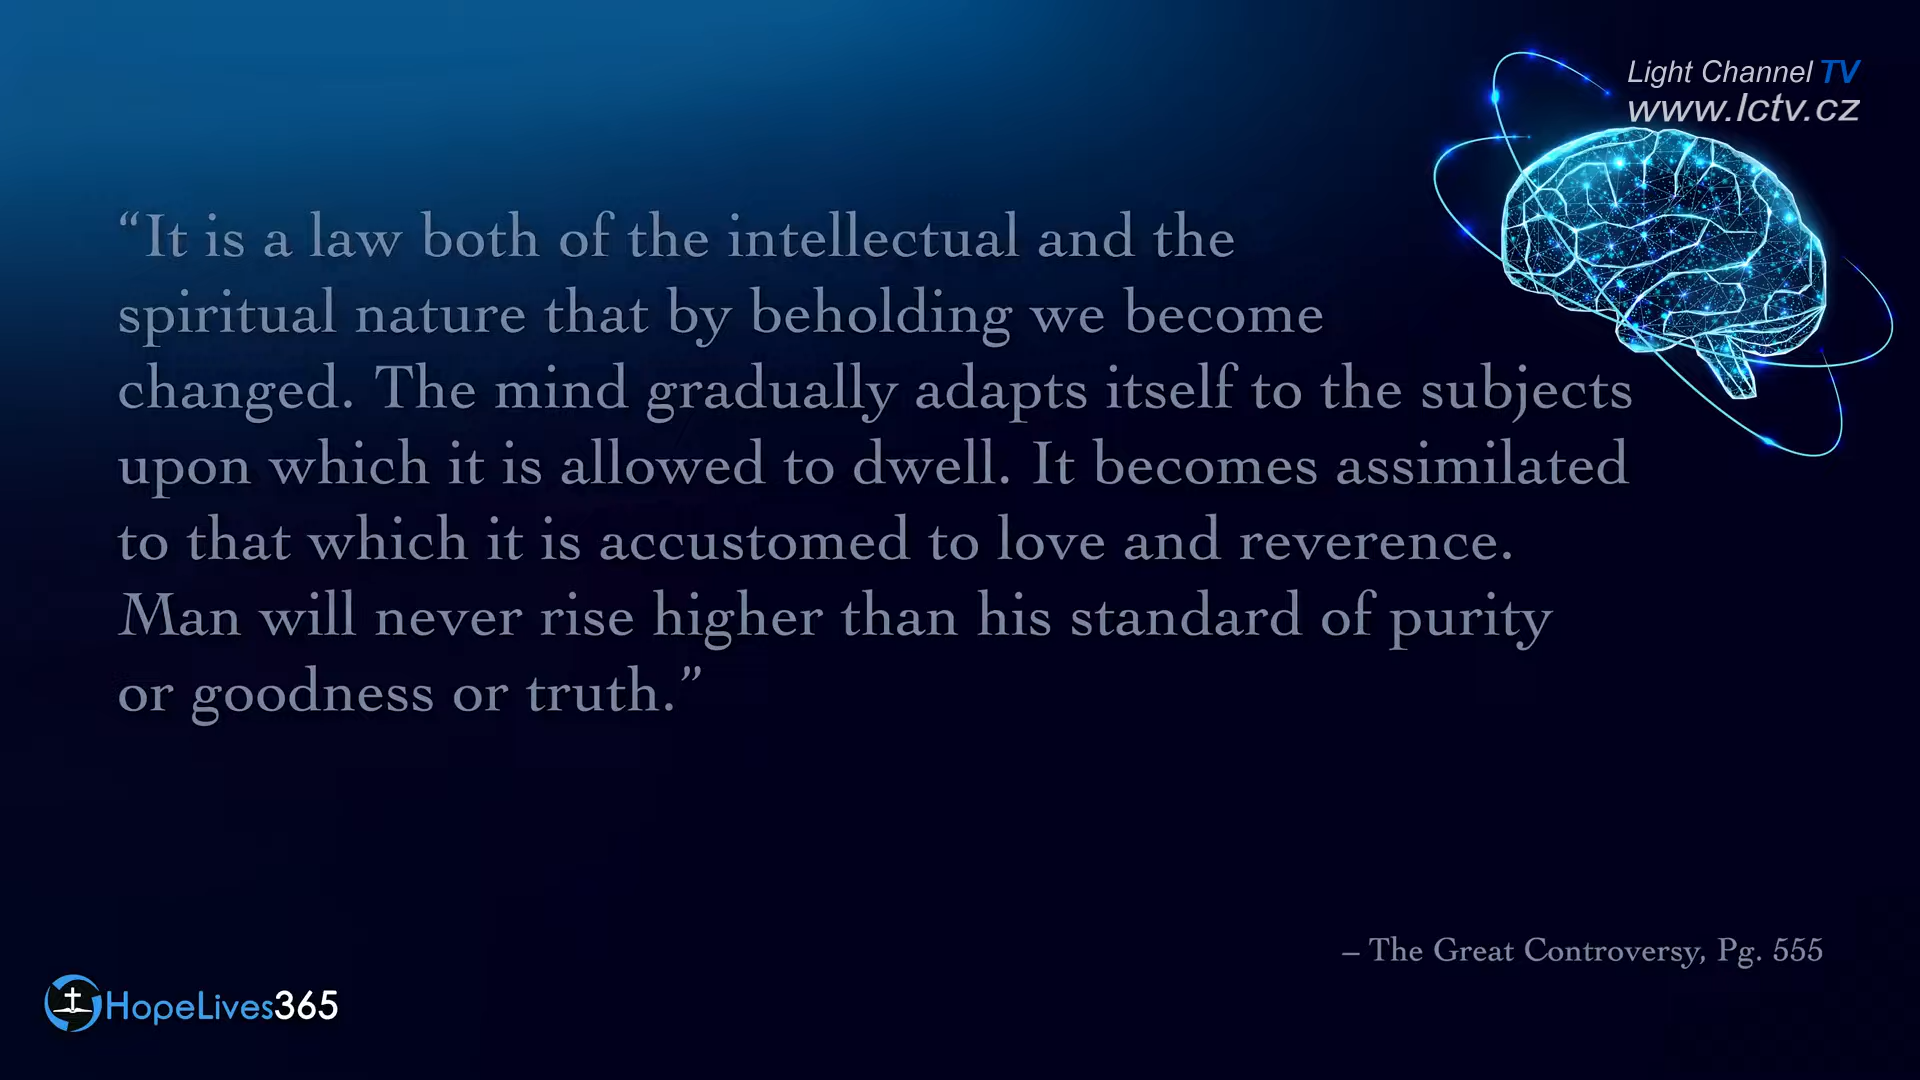 Light Channel TV
www.lctv.cz
“It is a law both of the intellectual and the
spiritual nature that by beholding we become
changed. The mind gradually adapts itself to the subjects
upon which it is allowed to dwell. It becomes assimilated
to that which it is accustomed to love and reverence.
Man will never rise higher than his standard of purity
or goodness or truth.”
– The Great Controversy, Pg. 555
HopeLives365